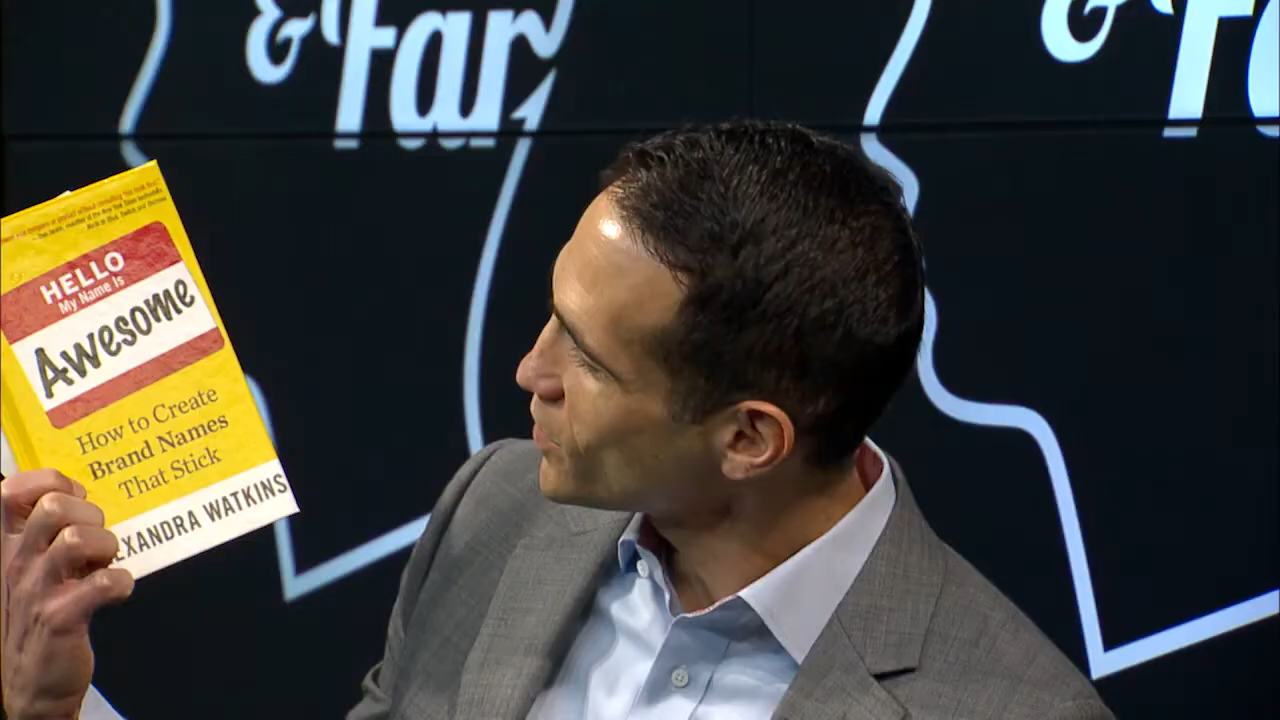 & Far
& Fa
HELLO
My Name Is
Awesome
How to Create
Brand Names
That Stick
EXANDRA WATKINS